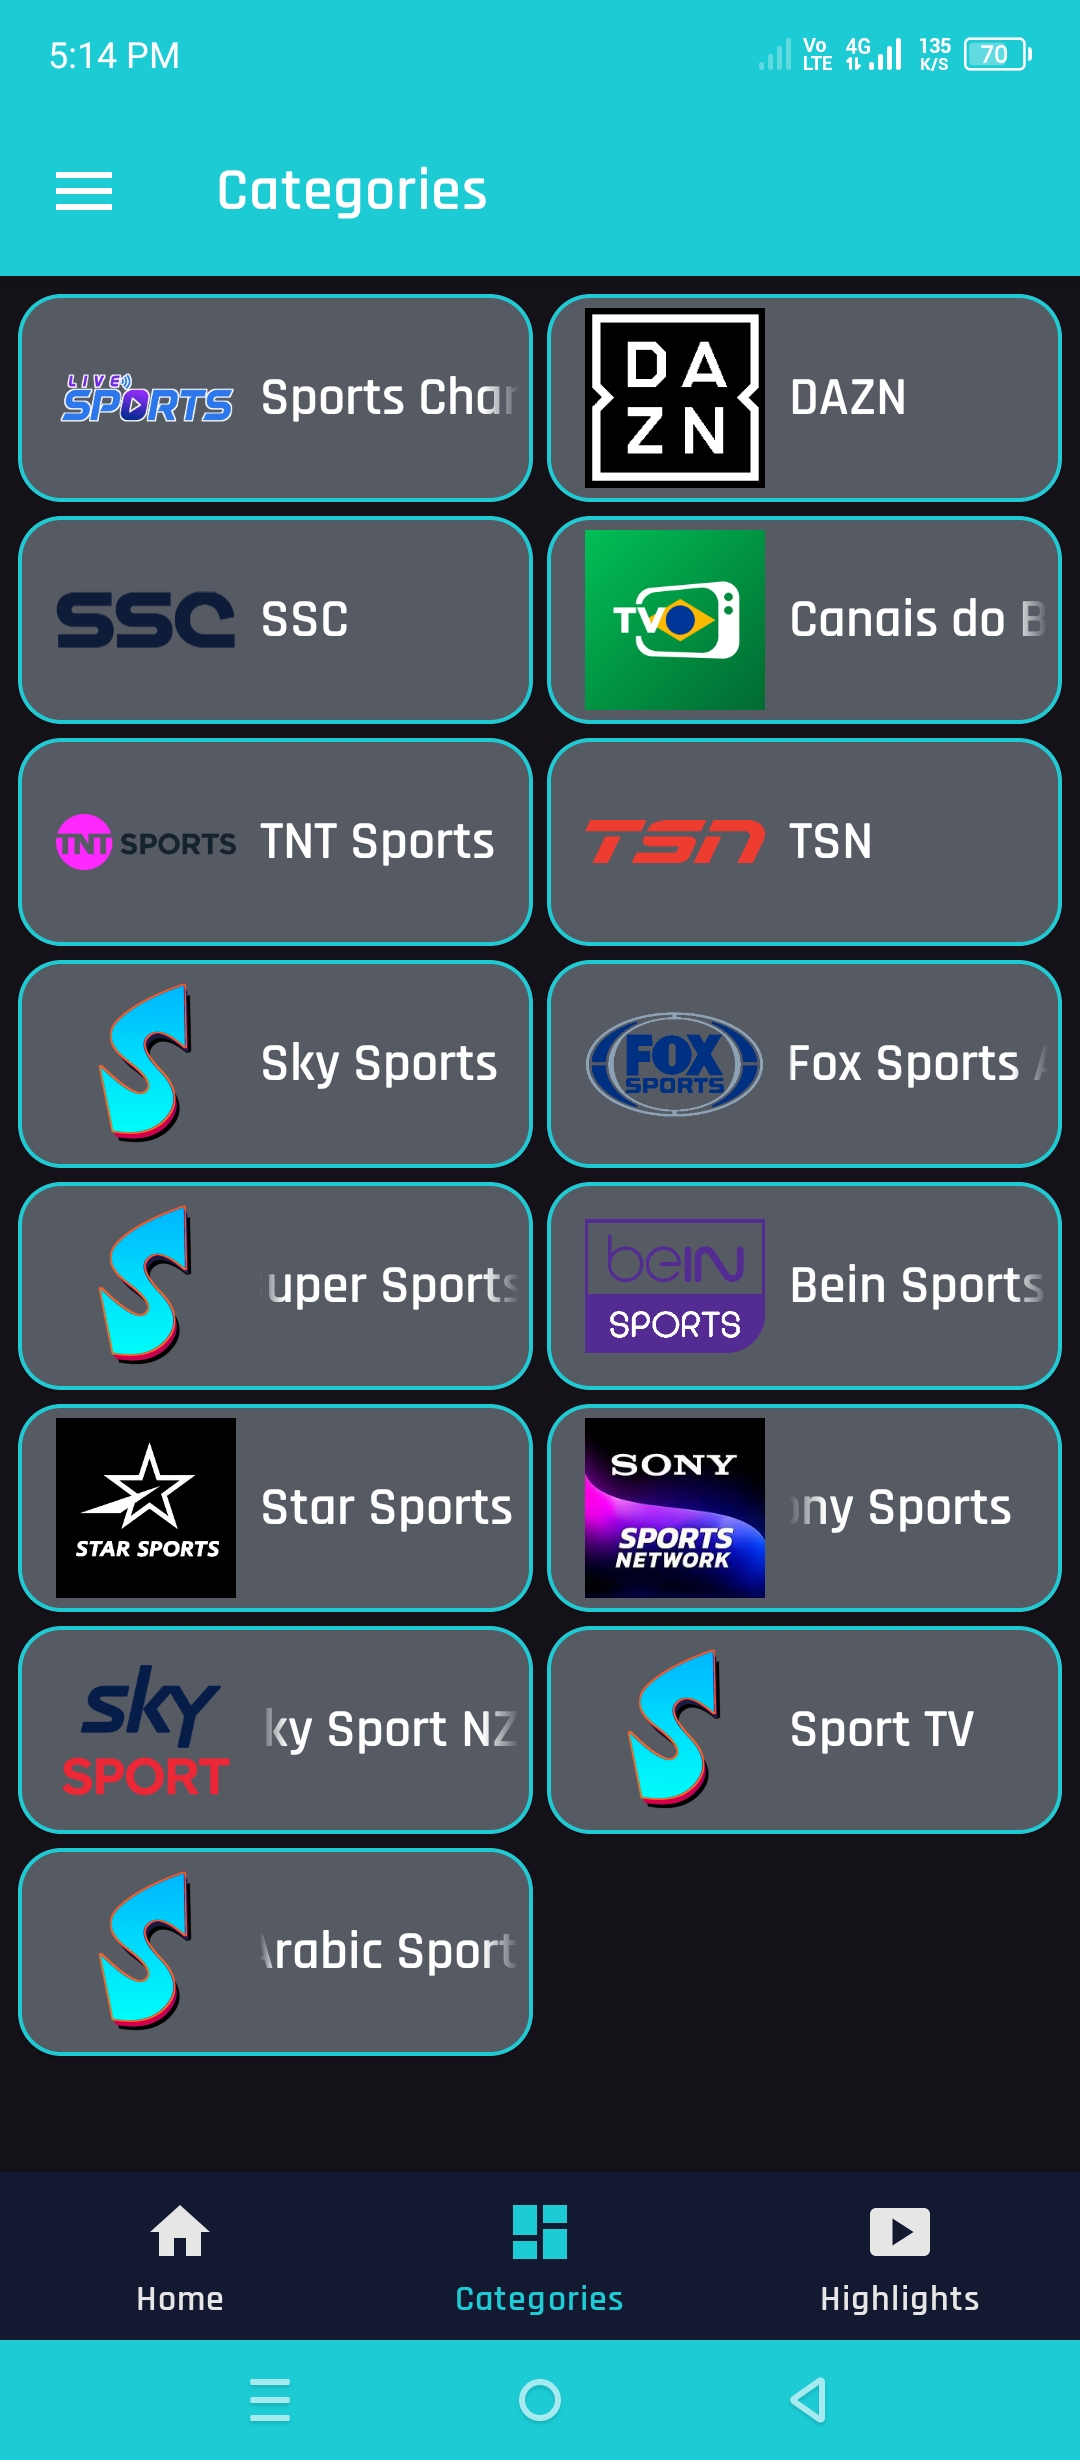 5:14 PM
Vo LTE 4G 135 K/S 70
Categories
LIVE SPORTS
Sports Char
DA ZN
DAZN
SSC
SSC
TV
Canais do B
TNT SPORTS
TNT Sports
TSN
TSN
Sky Sports
FOX SPORTS
Fox Sports A
uper Sports
beIN SPORTS
Bein Sports
STAR SPORTS
Star Sports
SONY SPORTS NETWORK
ony Sports
sky SPORT
ky Sport NZ
Sport TV
Arabic Sport
Home
Categories
Highlights